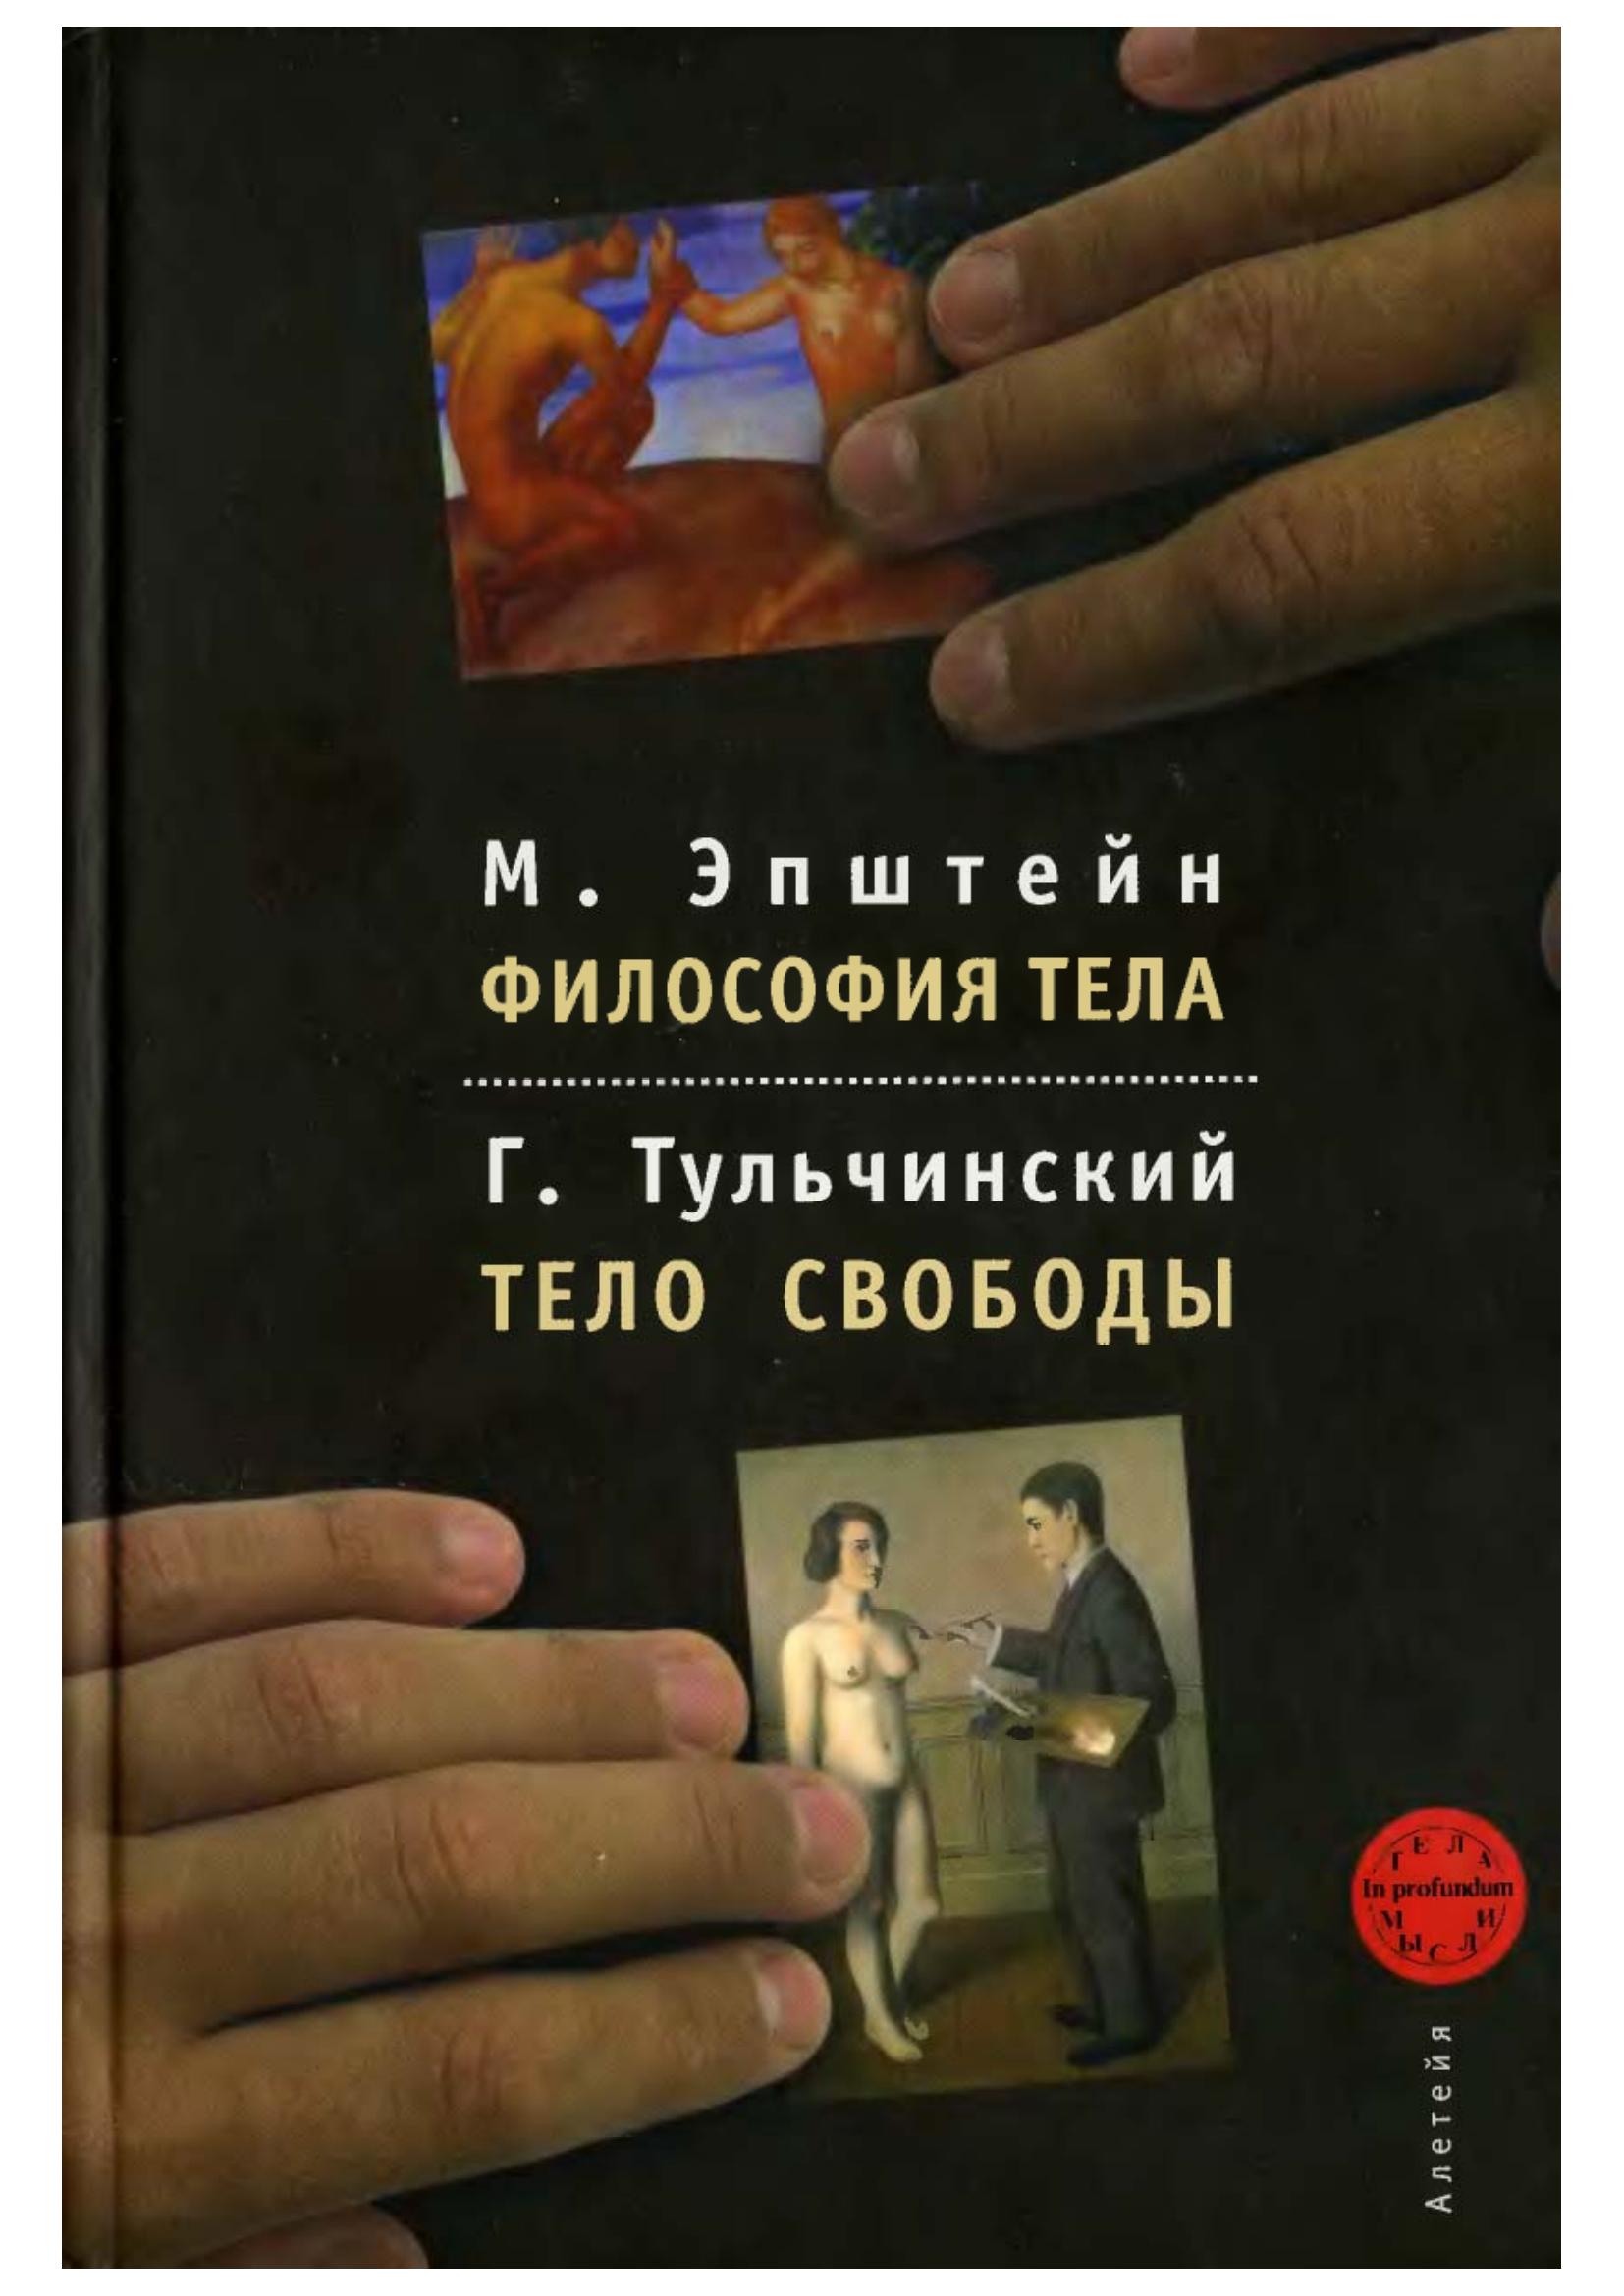 М. Эпштейн
ФИЛОСОФИЯ ТЕЛА
Г. Тульчинский
ТЕЛО СВОБОДЫ
ТЕЛА
In profundum
МЫСЛИ
Алетейя